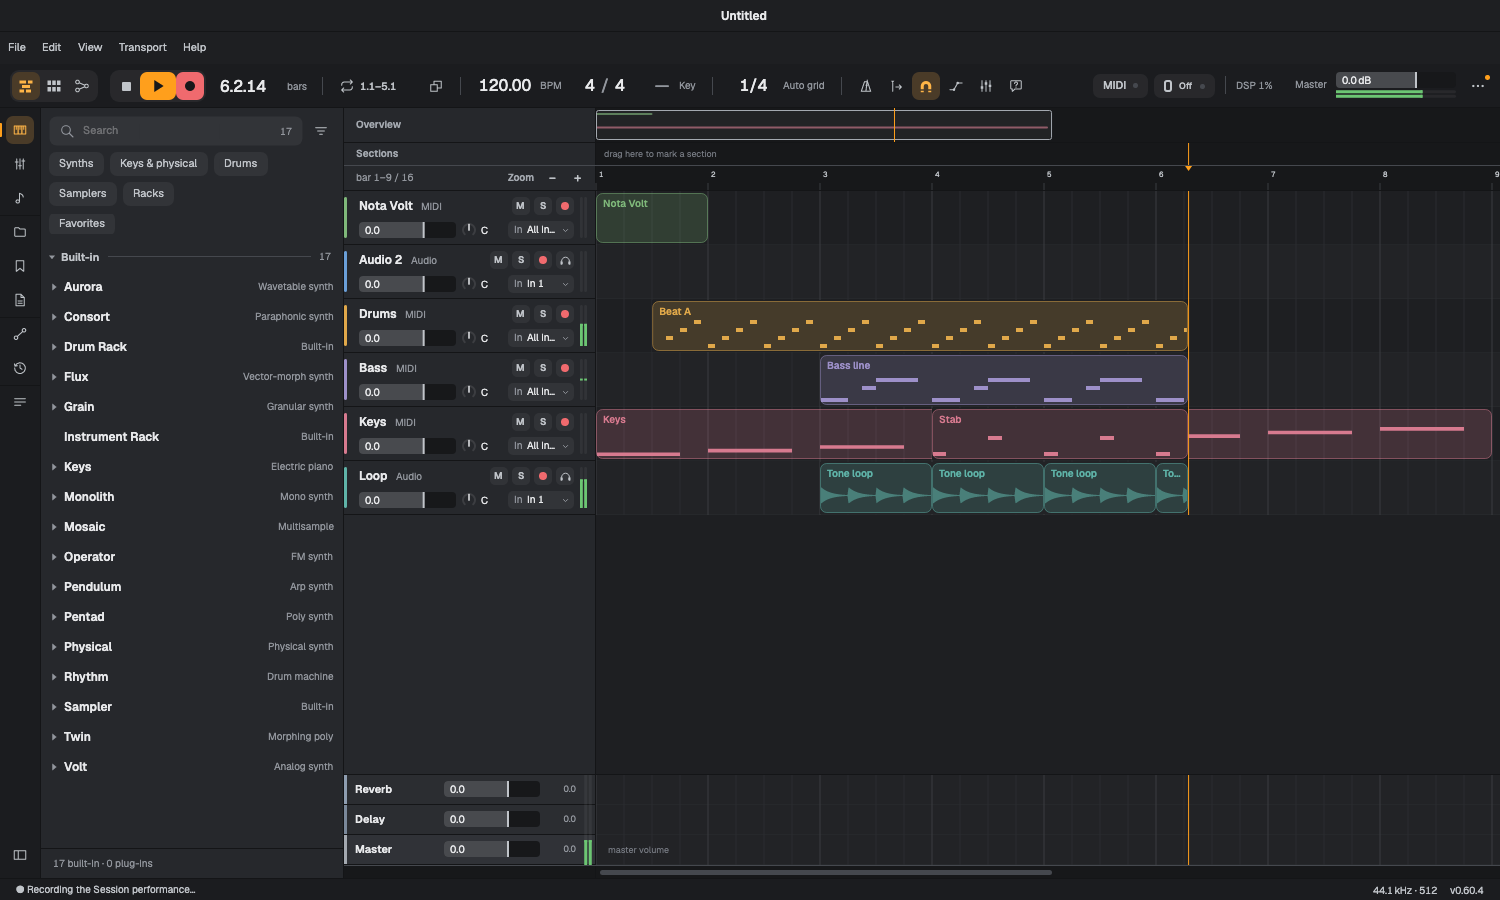 Untitled
File Edit View Transport Help
6.2.14 bars 1.1–5.1 120.00 BPM 4 / 4 — Key 1/4 Auto grid MIDI Off DSP 1% Master 0.0 dB
Search 17
Synths Keys & physical Drums
Samplers Racks
Favorites
Built-in 17
Aurora Wavetable synth
Consort Paraphonic synth
Drum Rack Built-in
Flux Vector-morph synth
Grain Granular synth
Instrument Rack Built-in
Keys Electric piano
Monolith Mono synth
Mosaic Multisample
Operator FM synth
Pendulum Arp synth
Pentad Poly synth
Physical Physical synth
Rhythm Drum machine
Sampler Built-in
Twin Morphing poly
Volt Analog synth
17 built-in · 0 plug-ins
Overview
Sections drag here to mark a section
bar 1–9 / 16 Zoom − + 1 2 3 4 5 6 7 8 9
Nota Volt MIDI M S
0.0 C In All in...
Nota Volt
Audio 2 Audio M S
0.0 C In In 1
Drums MIDI M S
0.0 C In All in...
Beat A
Bass MIDI M S
0.0 C In All in...
Bass line
Keys MIDI M S
0.0 C In All in...
Keys Stab
Loop Audio M S
0.0 C In In 1
Tone loop Tone loop Tone loop To...
Reverb 0.0 0.0
Delay 0.0 0.0
Master 0.0 0.0 master volume
Recording the Session performance... 44.1 kHz · 512 v0.60.4